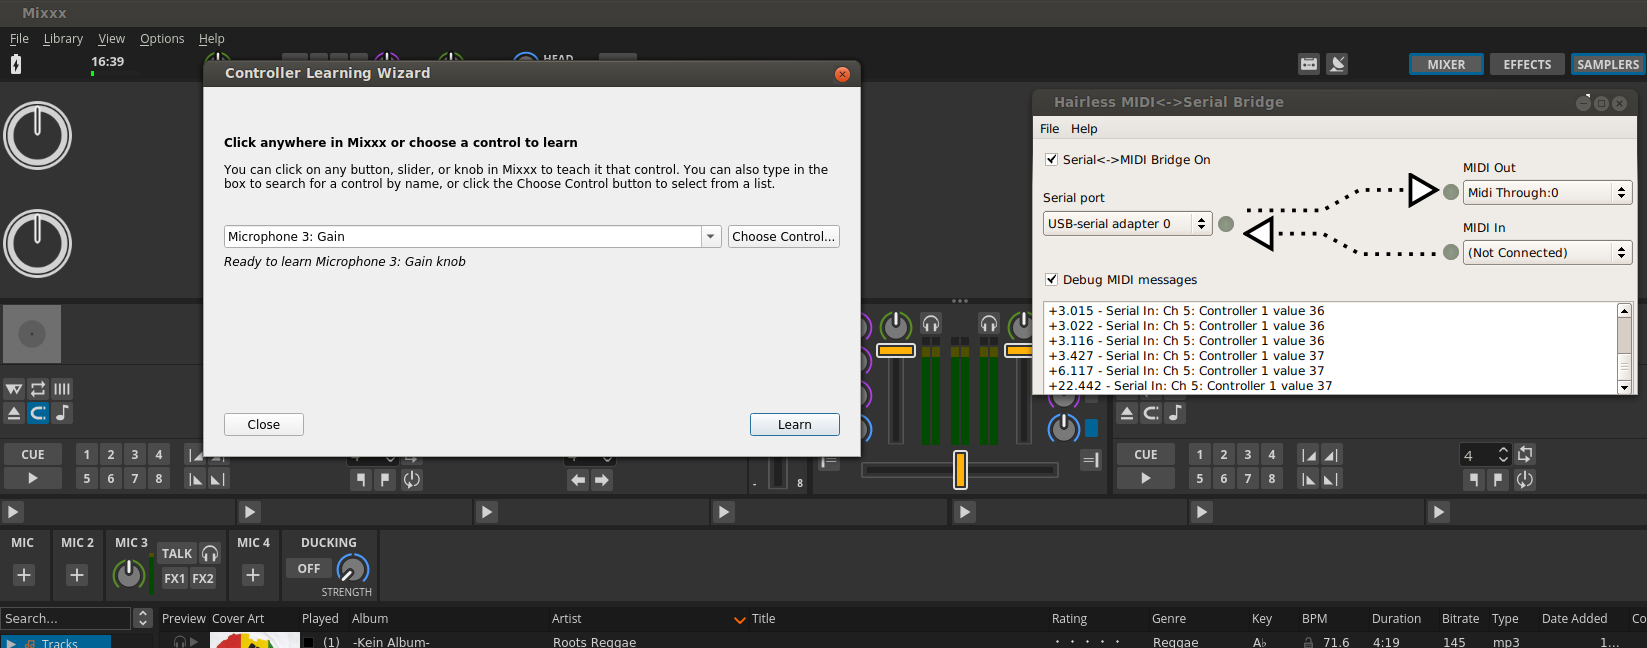 Mixxx
File Library View Options Help
16:39
HEAD
MIXER EFFECTS SAMPLERS
Controller Learning Wizard
Click anywhere in Mixxx or choose a control to learn
You can click on any button, slider, or knob in Mixxx to teach it that control. You can also type in the
box to search for a control by name, or click the Choose Control button to select from a list.
Microphone 3: Gain Choose Control...
Ready to learn Microphone 3: Gain knob
Close Learn
Hairless MIDI<->Serial Bridge
File Help
Serial<->MIDI Bridge On
MIDI Out
Midi Through:0
Serial port
USB-serial adapter 0
MIDI In
(Not Connected)
Debug MIDI messages
+3.015 - Serial In: Ch 5: Controller 1 value 36
+3.022 - Serial In: Ch 5: Controller 1 value 36
+3.116 - Serial In: Ch 5: Controller 1 value 36
+3.427 - Serial In: Ch 5: Controller 1 value 37
+6.117 - Serial In: Ch 5: Controller 1 value 37
+22.442 - Serial In: Ch 5: Controller 1 value 37
CUE 1 2 3 4
5 6 7 8
- 8
CUE 1 2 3 4 4
5 6 7 8
MIC MIC 2 MIC 3 TALK MIC 4 DUCKING
FX1 FX2 OFF
STRENGTH
Search... Preview Cover Art Played Album Artist Title Rating Genre Key BPM Duration Bitrate Type Date Added Co
Tracks (1) -Kein Album- Roots Reggae Reggae A♭ 71.6 4:19 145 mp3 1...